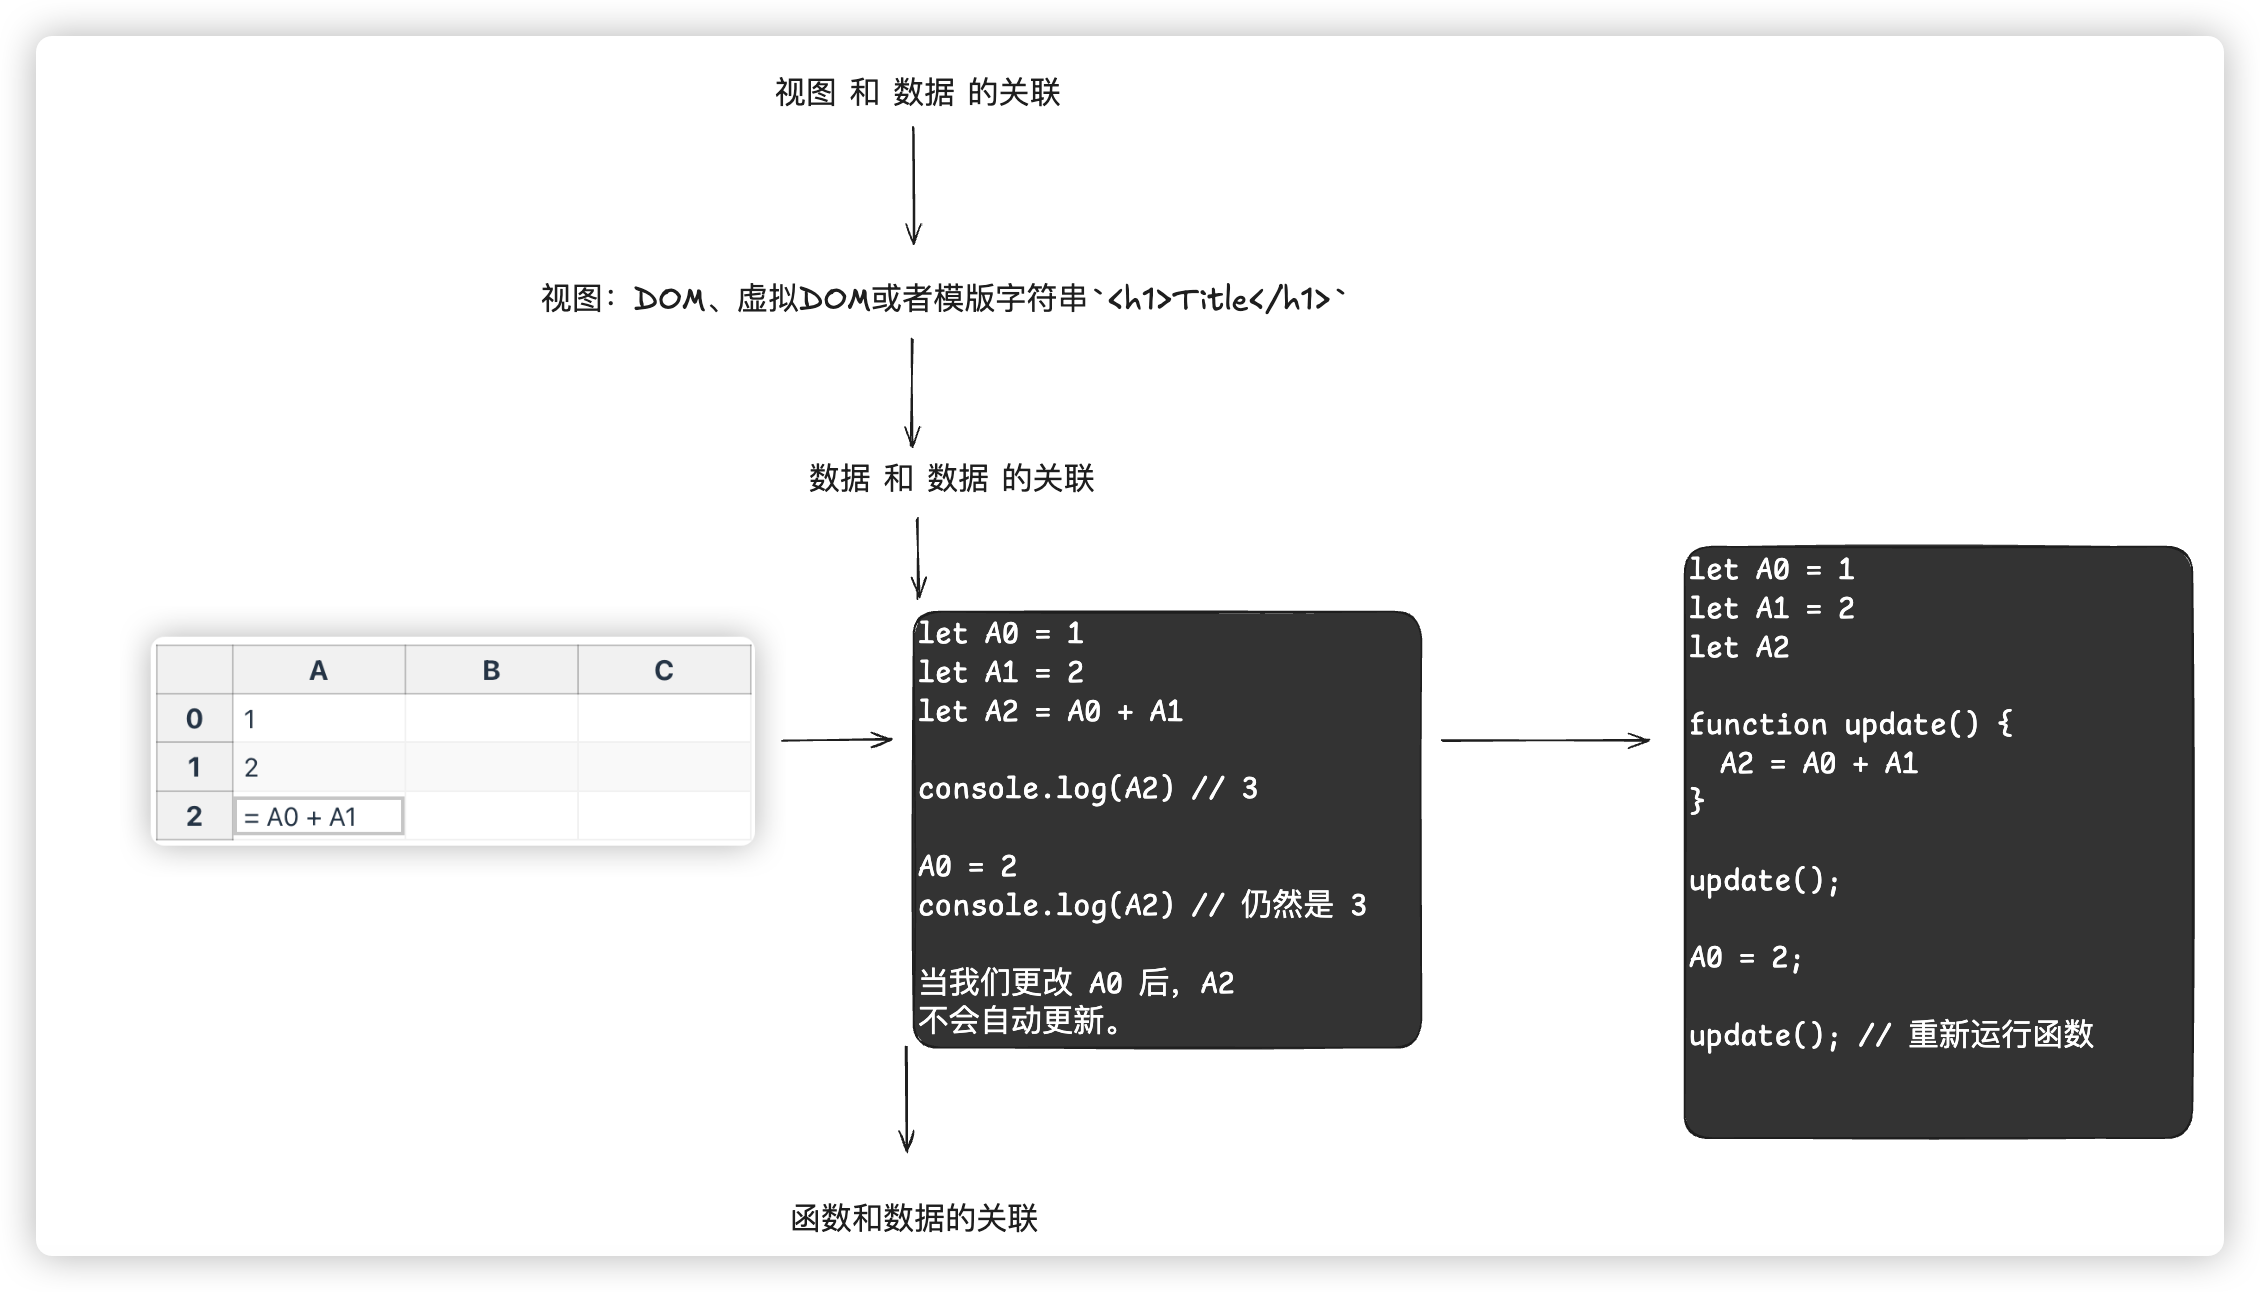 视图 和 数据 的关联
视图：DOM、虚拟DOM或者模版字符串`<h1>Title</h1>`
数据 和 数据 的关联
A B C
0 1
1 2
2 = A0 + A1
let A0 = 1
let A1 = 2
let A2 = A0 + A1
console.log(A2) // 3
A0 = 2
console.log(A2) // 仍然是 3
当我们更改 A0 后，A2
不会自动更新。
let A0 = 1
let A1 = 2
let A2
function update() {
  A2 = A0 + A1
}
update();
A0 = 2;
update(); // 重新运行函数
函数和数据的关联